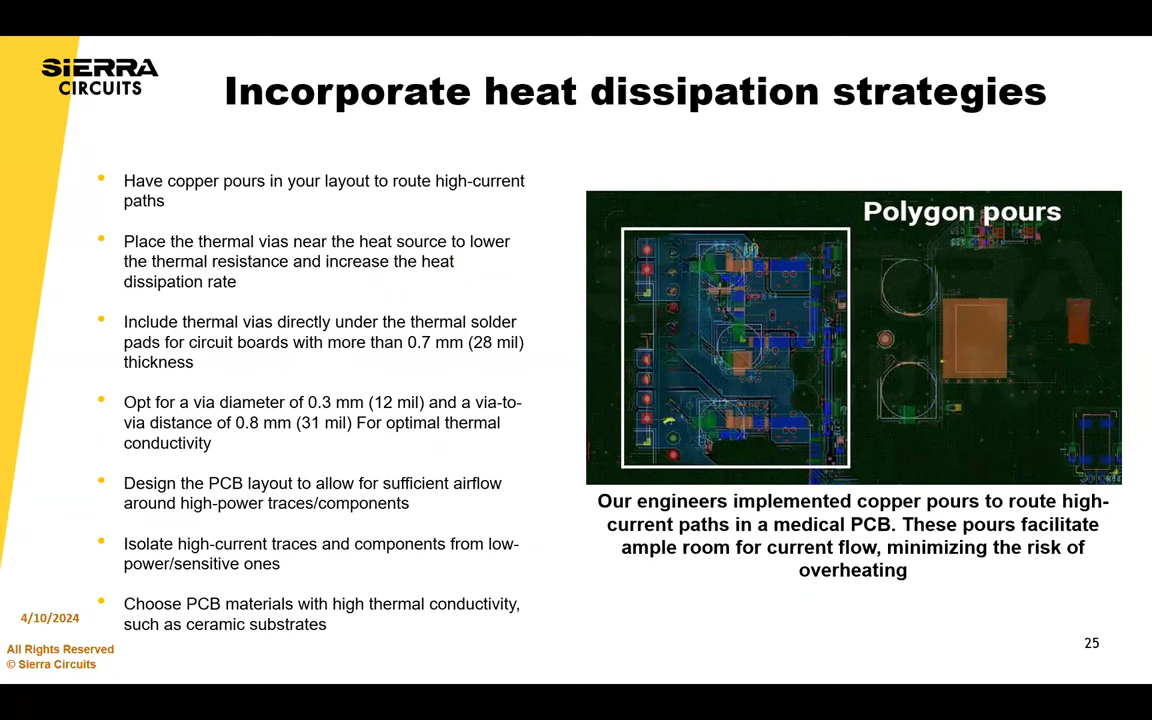 SIERRA
CIRCUITS
Incorporate heat dissipation strategies
• Have copper pours in your layout to route high-current
paths
• Place the thermal vias near the heat source to lower
the thermal resistance and increase the heat
dissipation rate
• Include thermal vias directly under the thermal solder
pads for circuit boards with more than 0.7 mm (28 mil)
thickness
• Opt for a via diameter of 0.3 mm (12 mil) and a via-to-
via distance of 0.8 mm (31 mil) For optimal thermal
conductivity
• Design the PCB layout to allow for sufficient airflow
around high-power traces/components
• Isolate high-current traces and components from low-
power/sensitive ones
• Choose PCB materials with high thermal conductivity,
such as ceramic substrates
Polygon pours
Our engineers implemented copper pours to route high-
current paths in a medical PCB. These pours facilitate
ample room for current flow, minimizing the risk of
overheating
4/10/2024
All Rights Reserved
© Sierra Circuits
25